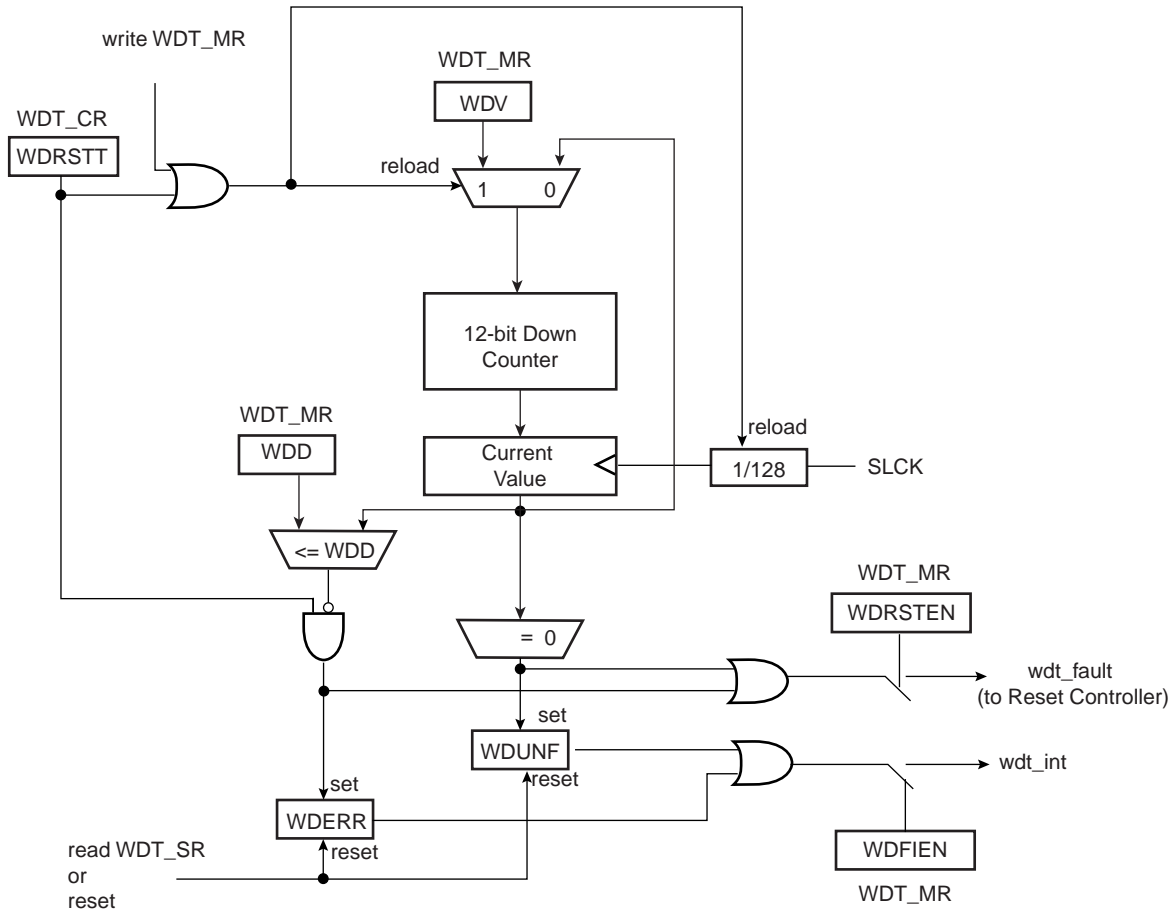 write WDT_MR
WDT_MR
WDV
WDT_CR
WDRSTT
reload
1 0
12-bit Down
Counter
WDT_MR
WDD
Current
Value
reload
1/128
SLCK
<= WDD
= 0
WDT_MR
WDRSTEN
wdt_fault
(to Reset Controller)
set
WDUNF
reset
wdt_int
set
WDERR
reset
read WDT_SR
or
reset
WDFIEN
WDT_MR